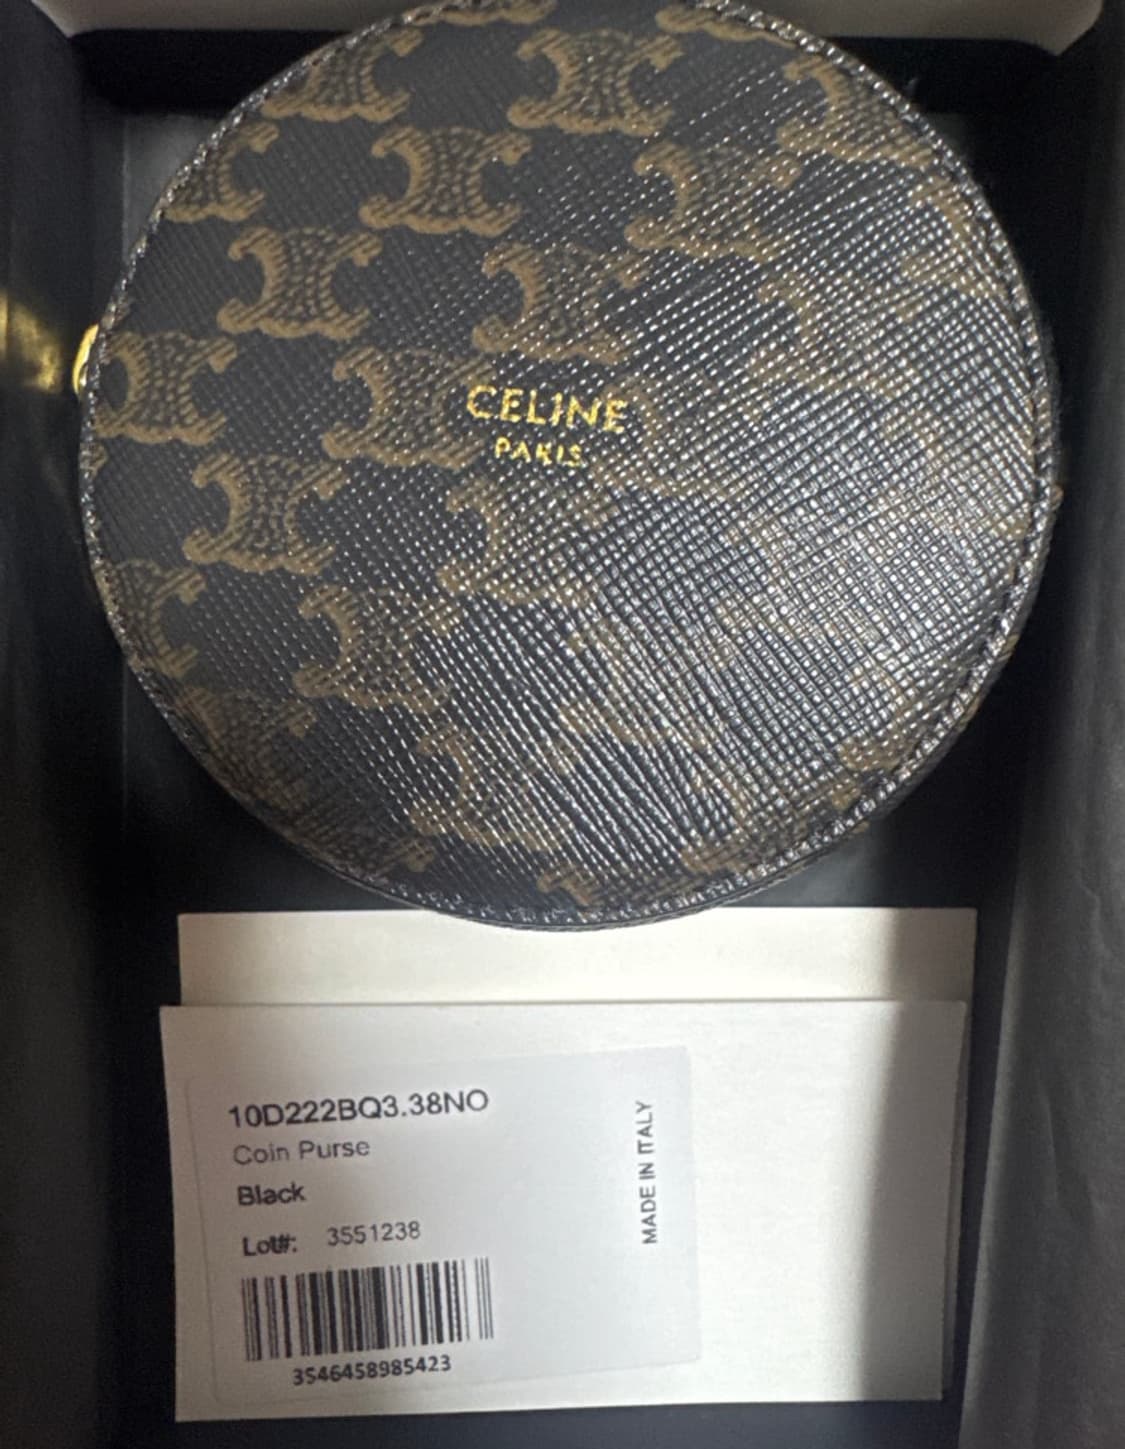 CELINE
PARIS
10D222BQ3.38NO
Coin Purse
Black
Lot#: 3551238
3546458985423
MADE IN ITALY